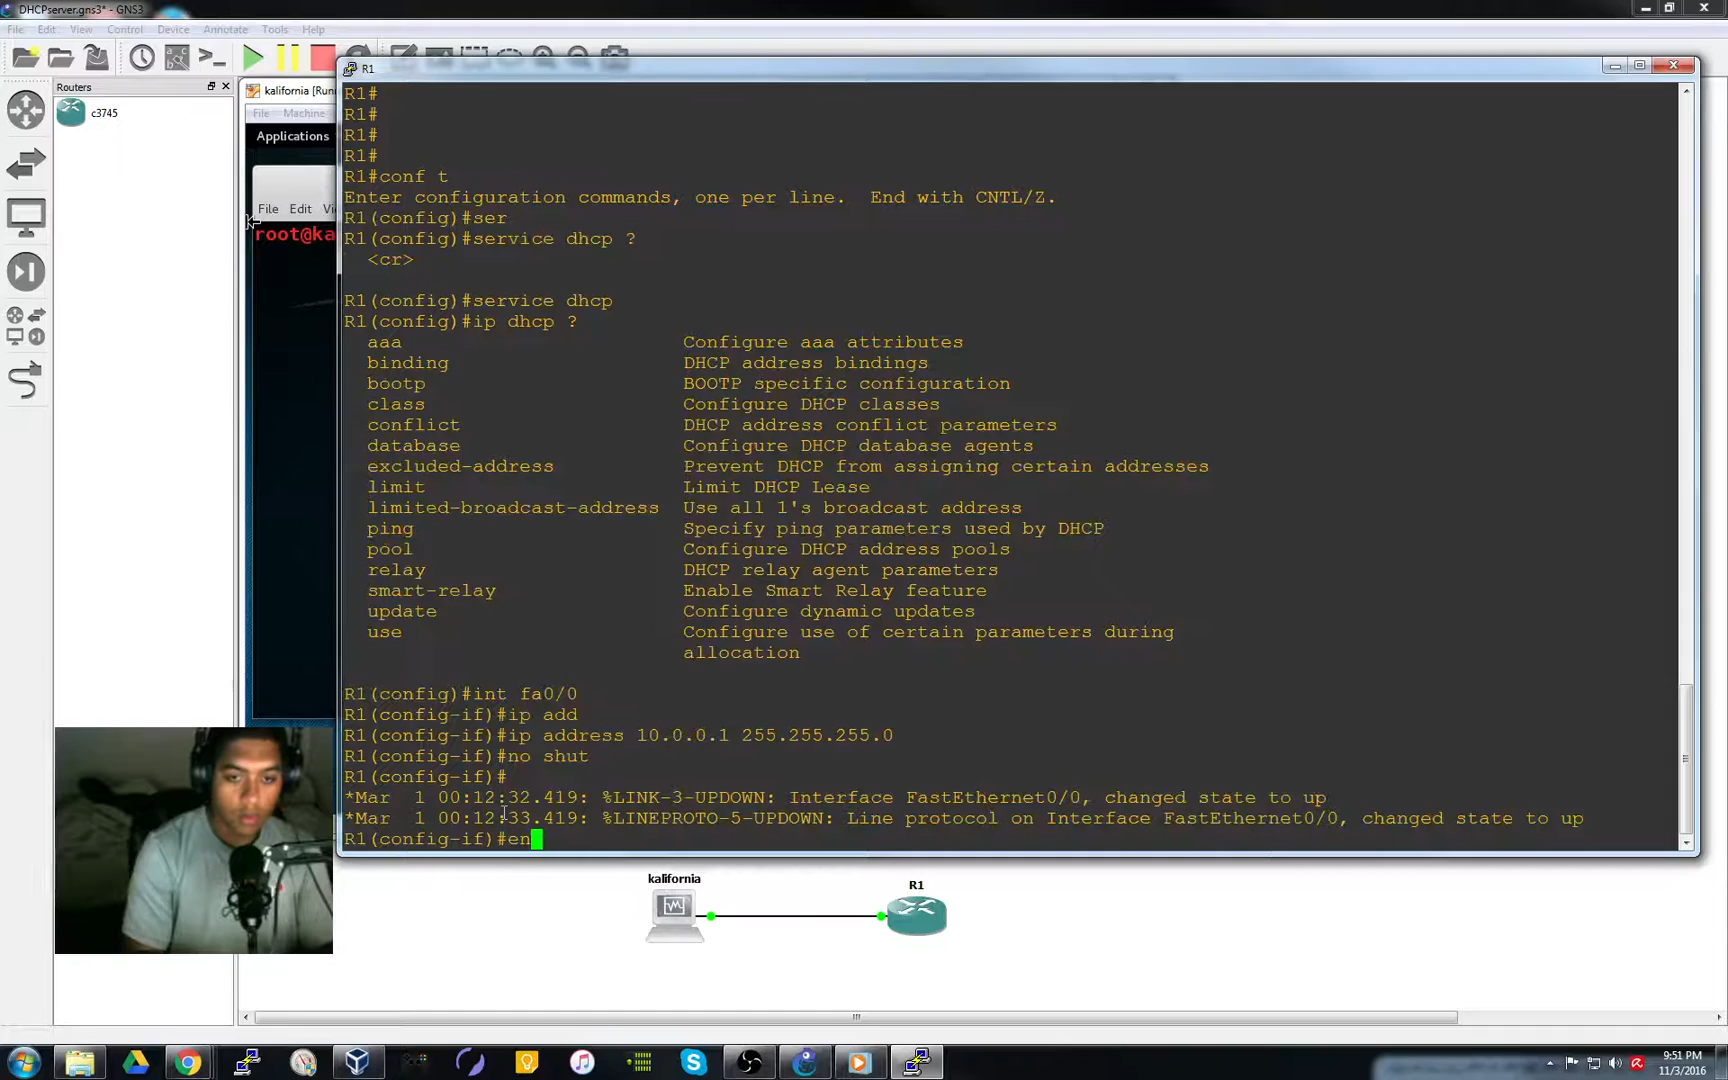 DHCPserver.gns3* - GNS3
File Edit View Control Device Annotate Tools Help
Routers
c3745
kalifornia [Run
File Machine
Applications
File Edit Vi
root@ka
R1
R1#
R1#
R1#
R1#
R1#conf t
Enter configuration commands, one per line.  End with CNTL/Z.
R1(config)#ser
R1(config)#service dhcp ?
<cr>
R1(config)#service dhcp
R1(config)#ip dhcp ?
aaa Configure aaa attributes
binding DHCP address bindings
bootp BOOTP specific configuration
class Configure DHCP classes
conflict DHCP address conflict parameters
database Configure DHCP database agents
excluded-address Prevent DHCP from assigning certain addresses
limit Limit DHCP Lease
limited-broadcast-address Use all 1's broadcast address
ping Specify ping parameters used by DHCP
pool Configure DHCP address pools
relay DHCP relay agent parameters
smart-relay Enable Smart Relay feature
update Configure dynamic updates
use Configure use of certain parameters during
allocation
R1(config)#int fa0/0
R1(config-if)#ip add
R1(config-if)#ip address 10.0.0.1 255.255.255.0
R1(config-if)#no shut
R1(config-if)#
*Mar  1 00:12:32.419: %LINK-3-UPDOWN: Interface FastEthernet0/0, changed state to up
*Mar  1 00:12:33.419: %LINEPROTO-5-UPDOWN: Line protocol on Interface FastEthernet0/0, changed state to up
R1(config-if)#en
kalifornia
R1
9:51 PM
11/3/2016